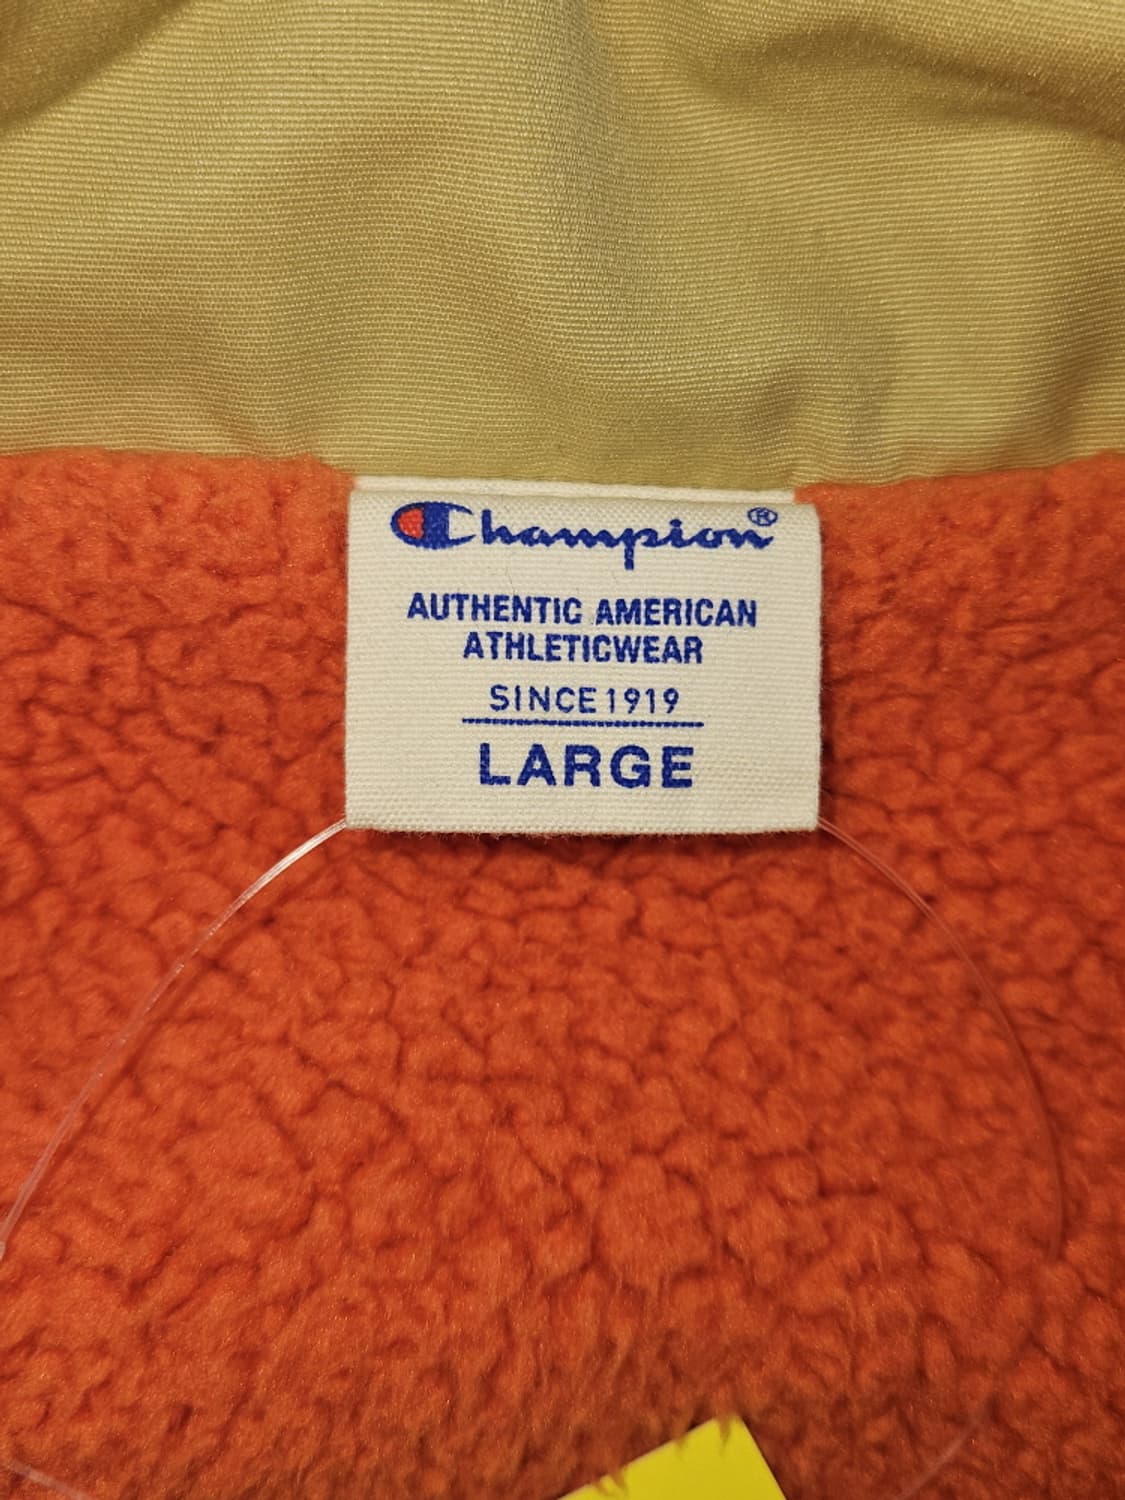 Champion®
AUTHENTIC AMERICAN
ATHLETICWEAR
SINCE 1919
LARGE